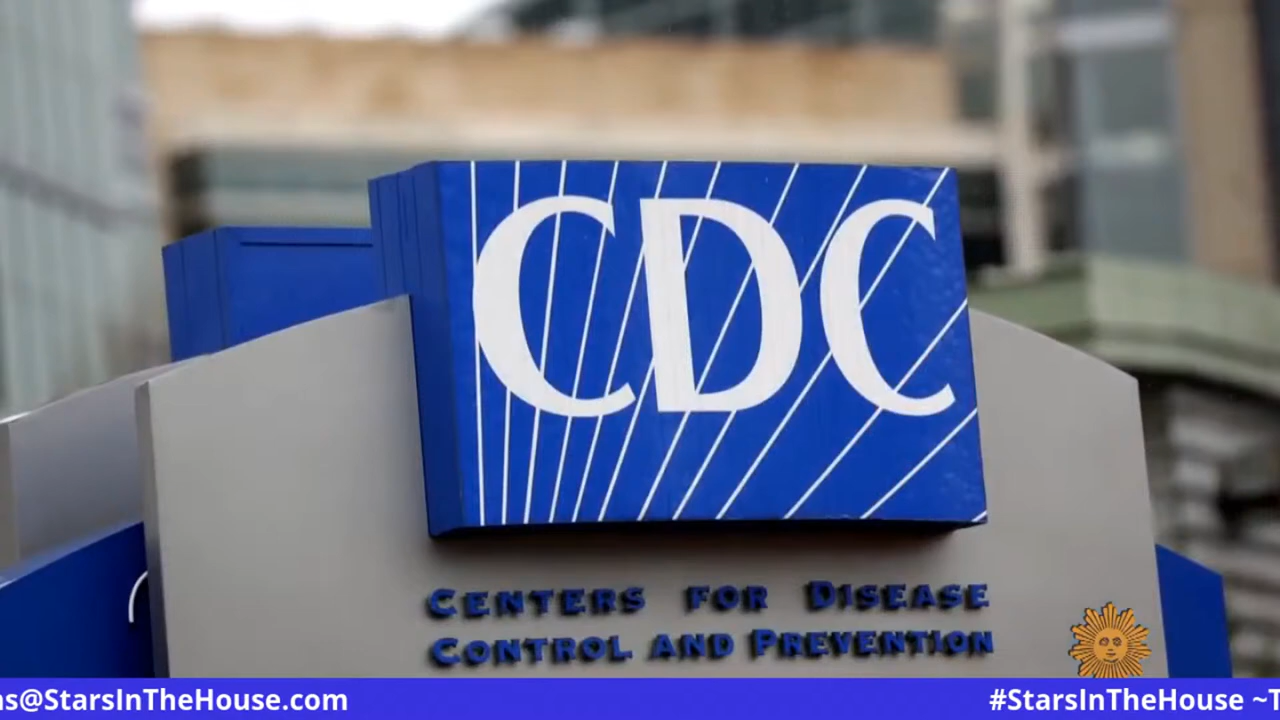 CDC
CENTERS FOR DISEASE
CONTROL AND PREVENTION
s@StarsInTheHouse.com
#StarsInTheHouse ~T